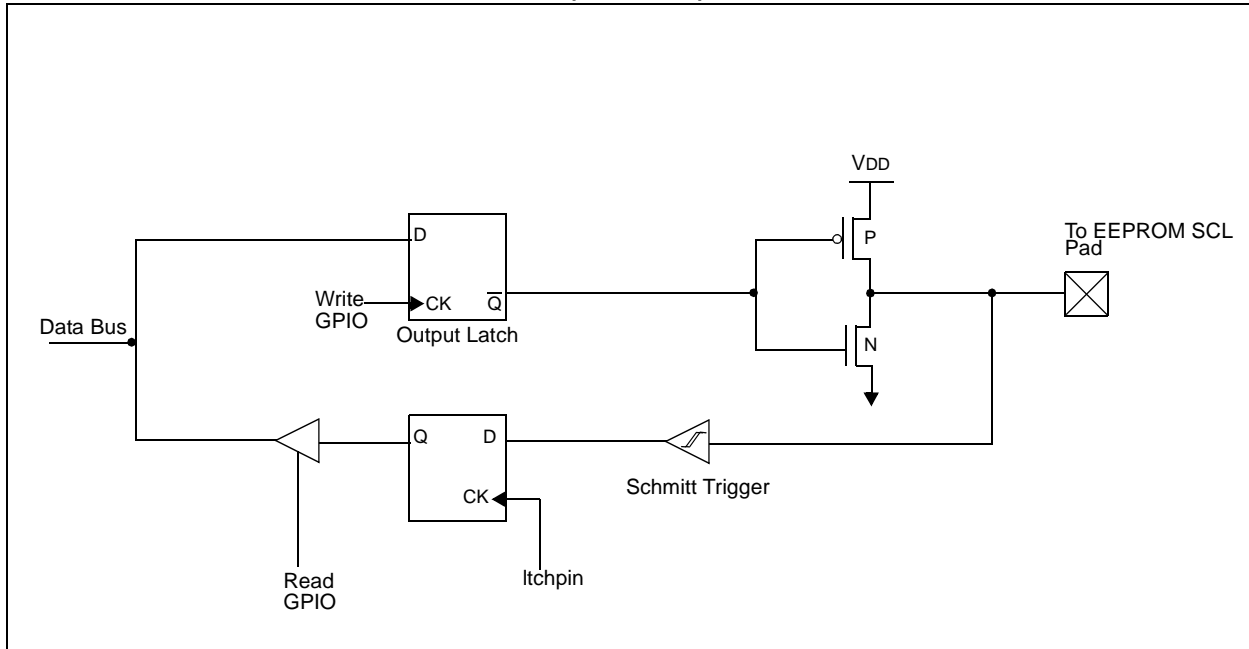 VDD
P
To EEPROM SCL
Pad
D
Write
GPIO
CK
Q
Output Latch
Data Bus
N
Q
D
Schmitt Trigger
CK
Read
GPIO
ltchpin